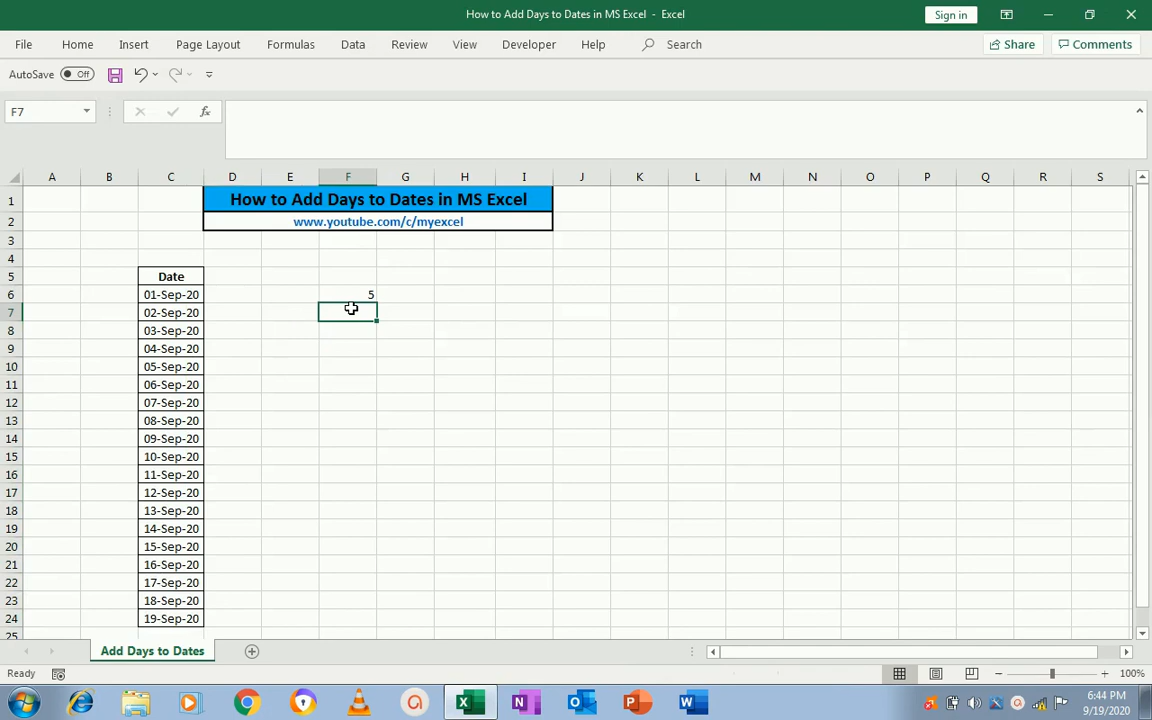 How to Add Days to Dates in MS Excel - Excel
Sign in
File Home Insert Page Layout Formulas Data Review View Developer Help Search Share Comments
AutoSave Off
F7 fx
A B C D E F G H I J K L M N O P Q R S
1 How to Add Days to Dates in MS Excel
2 www.youtube.com/c/myexcel
3
4
5 Date
6 01-Sep-20 5
7 02-Sep-20
8 03-Sep-20
9 04-Sep-20
10 05-Sep-20
11 06-Sep-20
12 07-Sep-20
13 08-Sep-20
14 09-Sep-20
15 10-Sep-20
16 11-Sep-20
17 12-Sep-20
18 13-Sep-20
19 14-Sep-20
20 15-Sep-20
21 16-Sep-20
22 17-Sep-20
23 18-Sep-20
24 19-Sep-20
25
Add Days to Dates
Ready 100%
6:44 PM
9/19/2020